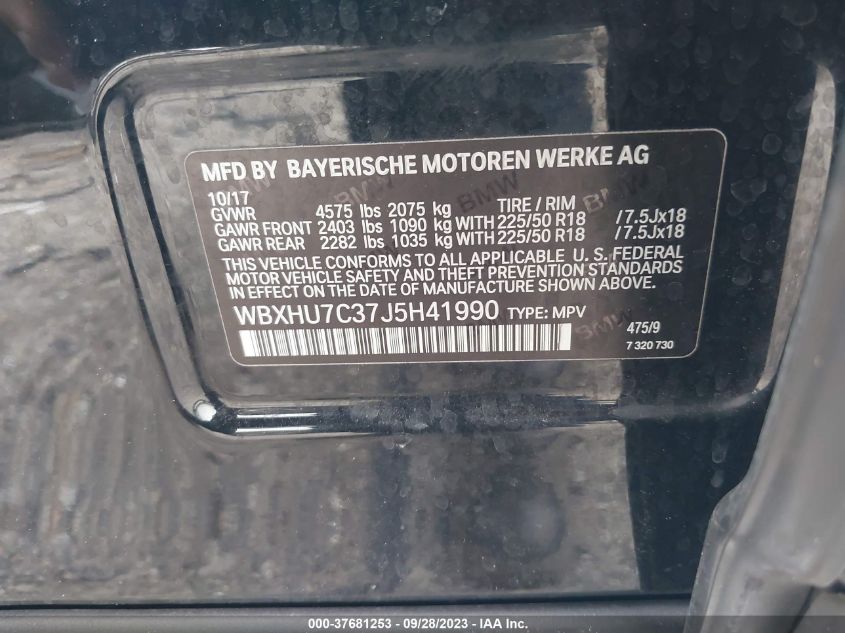 MFD BY BAYERISCHE MOTOREN WERKE AG
10/17
GVWR 4575 lbs 2075 kg TIRE / RIM
GAWR FRONT 2403 lbs 1090 kg WITH 225/50 R18 /7.5Jx18
GAWR REAR 2282 lbs 1035 kg WITH 225/50 R18 /7.5Jx18
THIS VEHICLE CONFORMS TO ALL APPLICABLE U. S. FEDERAL
MOTOR VEHICLE SAFETY AND THEFT PREVENTION STANDARDS
IN EFFECT ON THE DATE OF MANUFACTURE SHOWN ABOVE.
WBXHU7C37J5H41990 TYPE: MPV
475/9
7 320 730
BMW
BMW
BMW
BMW
000-37681253 - 09/28/2023 - IAA Inc.